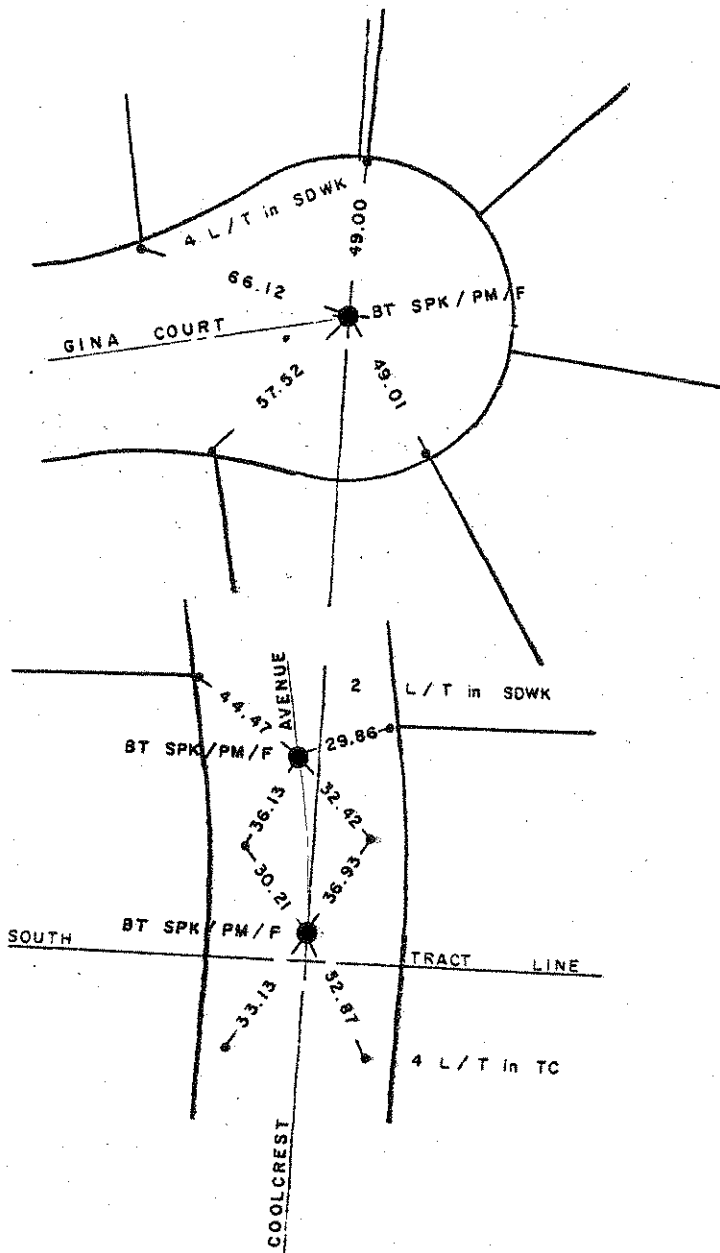 4 L/T in SDWK
49.00
66.12
BT SPK/PM/F
GINA COURT
57.52
49.01
AVENUE
2 L/T in SDWK
44.47
BT SPK/PM/F
29.86
36.13
32.42
30.21
36.93
BT SPK/PM/F
SOUTH TRACT LINE
33.13
32.87
4 L/T in TC
COOLCREST